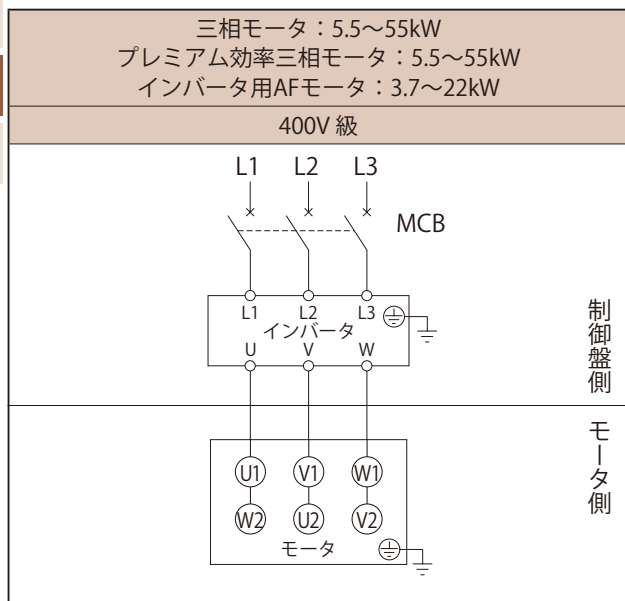 三相モータ：5.5～55kW
プレミアム効率三相モータ：5.5～55kW
インバータ用AFモータ：3.7～22kW
400V 級
L1 L2 L3
MCB
L1 L2 L3
インバータ
U V W
制御盤側
モータ側
U1 V1 W1
W2 U2 V2
モータ